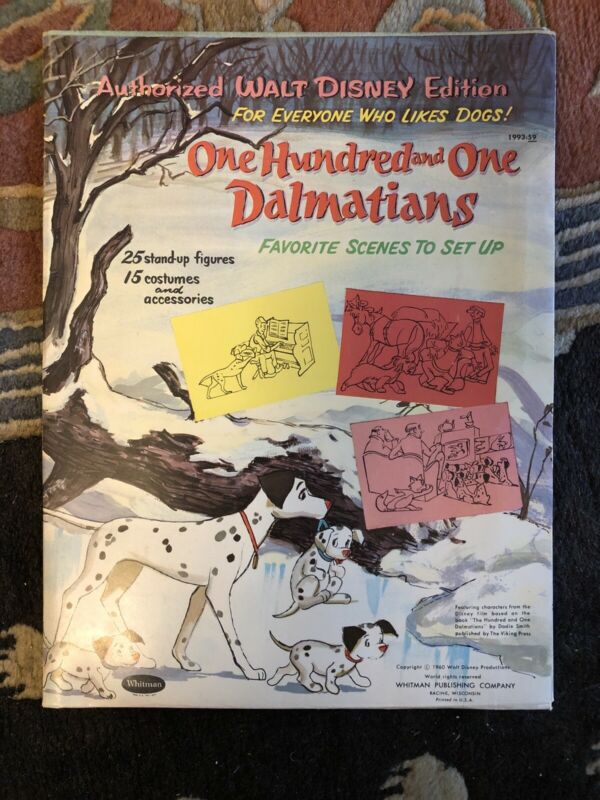 Authorized WALT DISNEY Edition
FOR EVERYONE WHO LIKES DOGS!
1993:59
One Hundred and One
Dalmatians
FAVORITE SCENES TO SET UP
25 stand-up figures
15 costumes
and
accessories
Featuring characters from the
Disney film based on the
book "The Hundred and One
Dalmatians" by Dodie Smith
published by The Viking Press
Copyright © 1960 Walt Disney Productions
World rights reserved
WHITMAN PUBLISHING COMPANY
RACINE, WISCONSIN
Printed in U.S.A.
Whitman